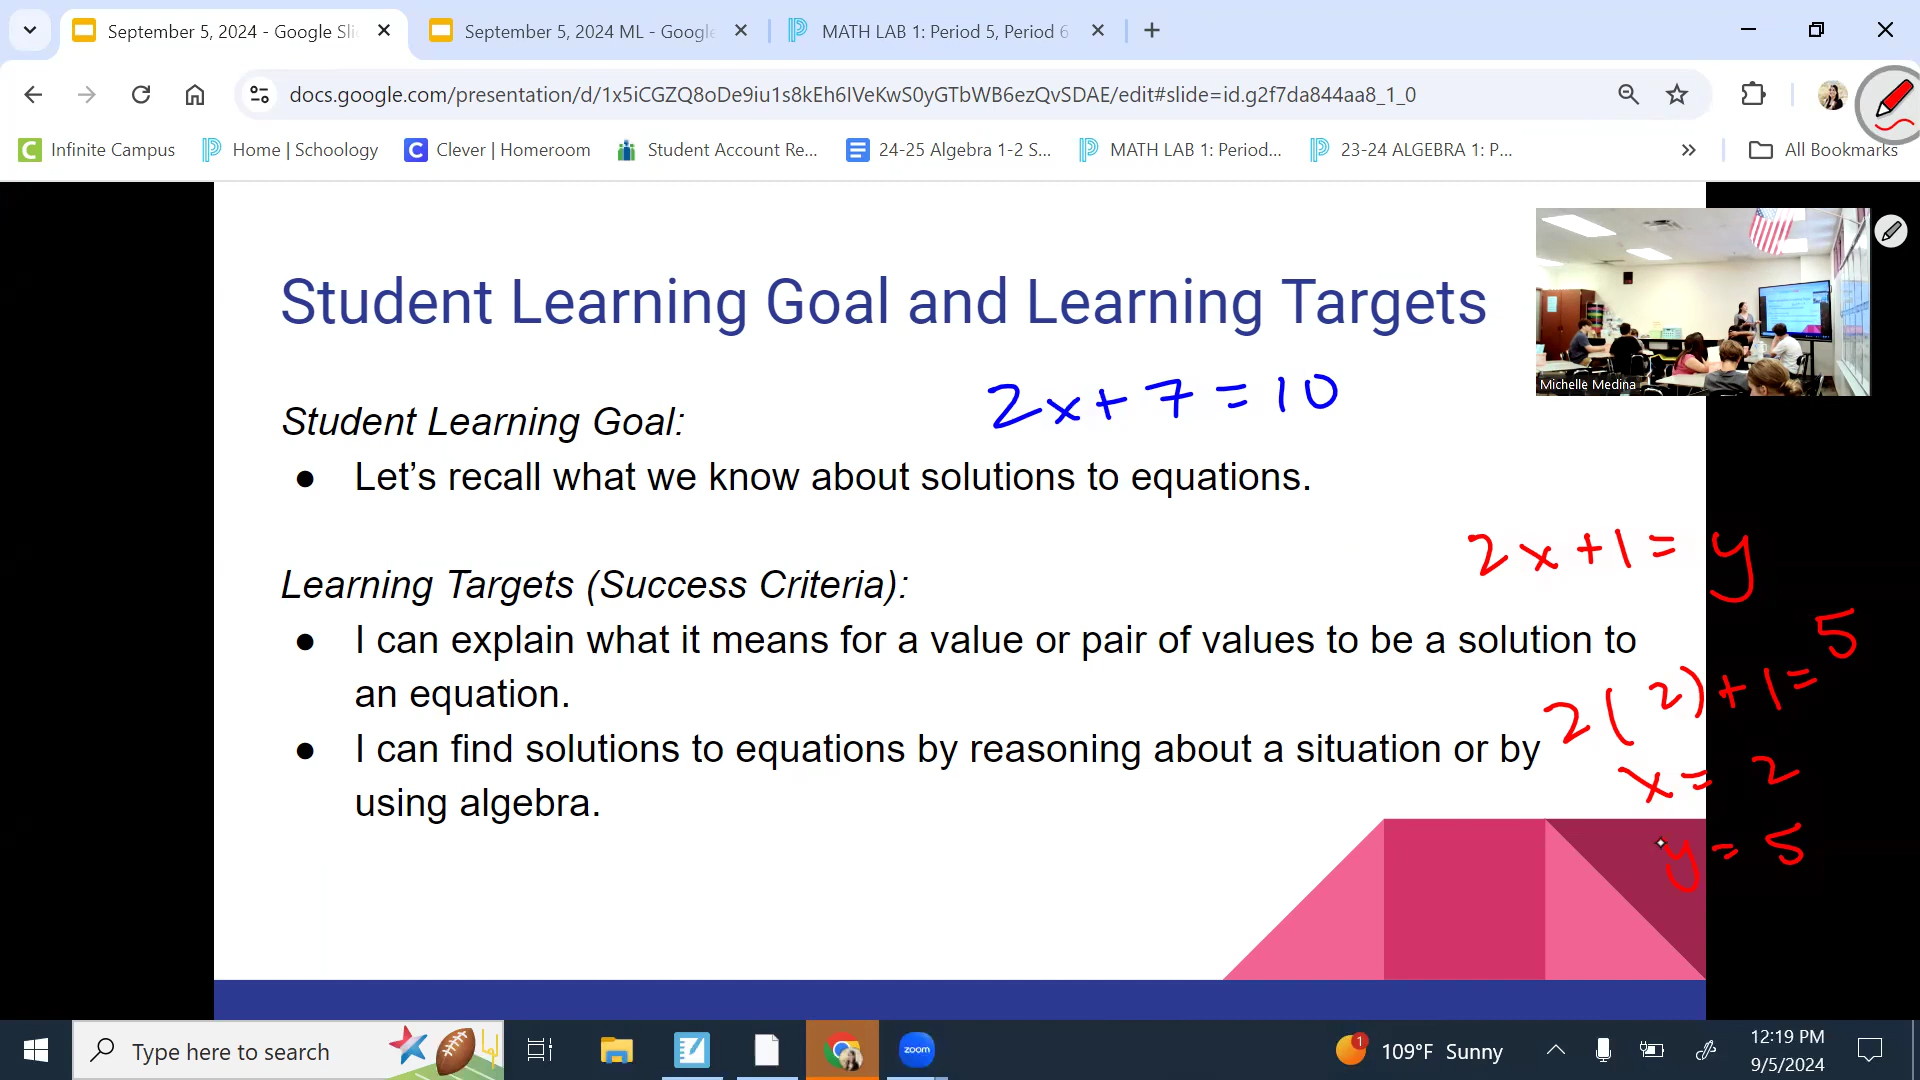 September 5, 2024 - Google Sli
September 5, 2024 ML - Google
MATH LAB 1: Period 5, Period 6
docs.google.com/presentation/d/1x5iCGZQ8oDe9iu1s8kEh6IVeKwS0yGTbWB6ezQvSDAE/edit#slide=id.g2f7da844aa8_1_0
Infinite Campus
Home | Schoology
Clever | Homeroom
Student Account Re...
24-25 Algebra 1-2 S...
MATH LAB 1: Period...
23-24 ALGEBRA 1: P...
»
All Bookmarks
Michelle Medina
Student Learning Goal and Learning Targets
2x+7=10
Student Learning Goal:
● Let’s recall what we know about solutions to equations.
2x+1=y
Learning Targets (Success Criteria):
● I can explain what it means for a value or pair of values to be a solution to
an equation.
2(2)+1=5
● I can find solutions to equations by reasoning about a situation or by
using algebra.
x=2
y=5
Type here to search
zoom
1
109°F Sunny
12:19 PM
9/5/2024